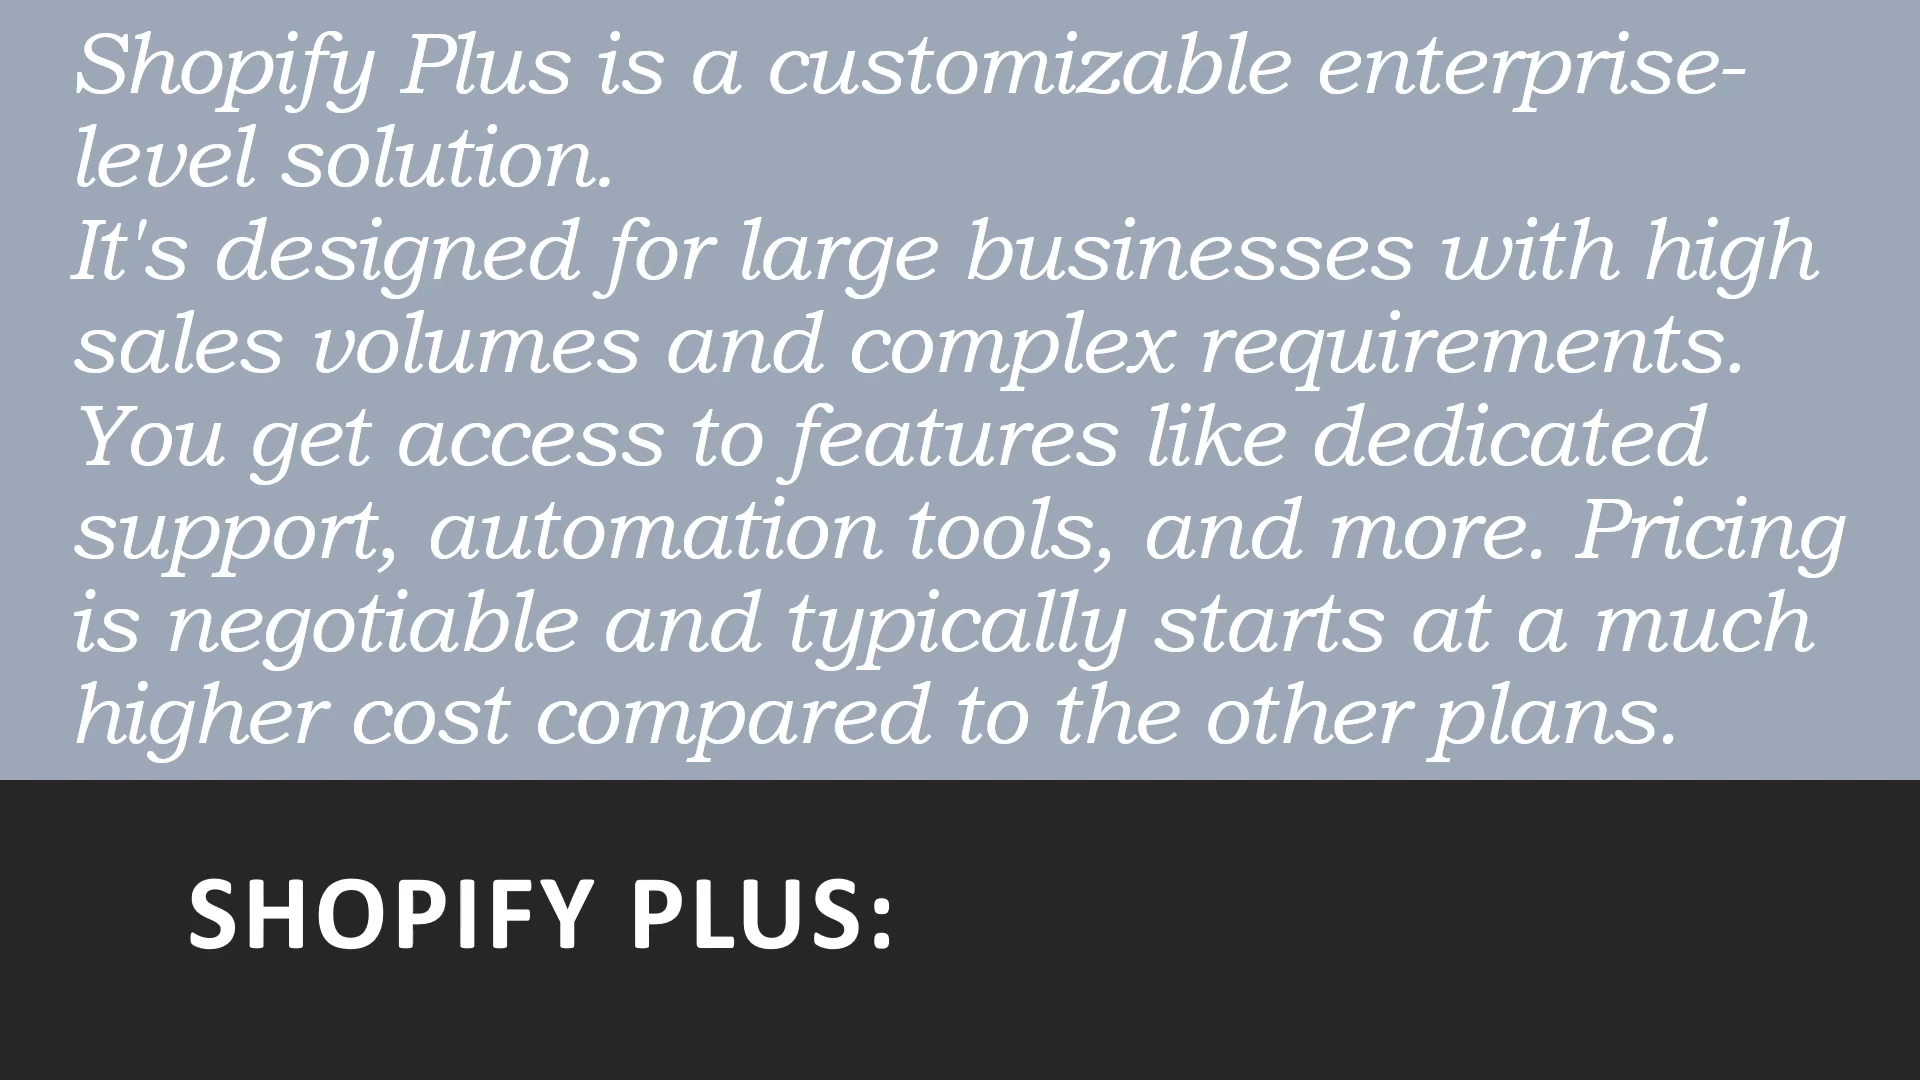 Shopify Plus is a customizable enterprise-
level solution.
It's designed for large businesses with high
sales volumes and complex requirements.
You get access to features like dedicated
support, automation tools, and more. Pricing
is negotiable and typically starts at a much
higher cost compared to the other plans.
SHOPIFY PLUS: